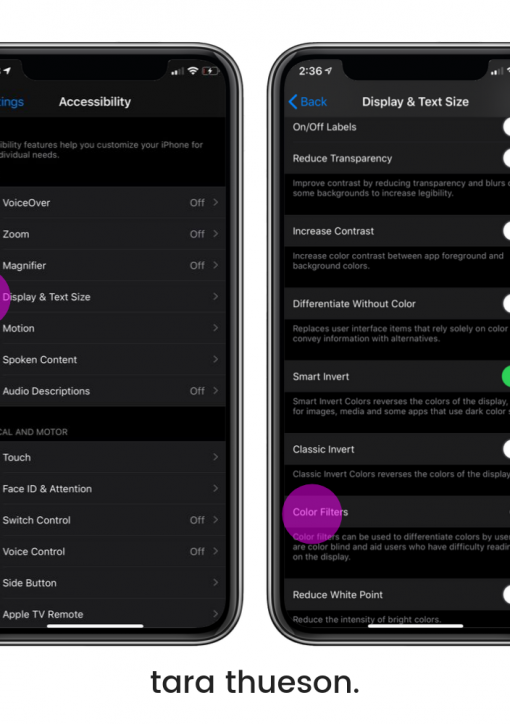 ings Accessibility
ibility features help you customize your iPhone for
dividual needs.
VoiceOver Off
Zoom Off
Magnifier Off
Display & Text Size
Motion
Spoken Content
Audio Descriptions Off
CAL AND MOTOR
Touch
Face ID & Attention
Switch Control Off
Voice Control Off
Side Button
Apple TV Remote
2:36
Back Display & Text Size
On/Off Labels
Reduce Transparency
Improve contrast by reducing transparency and blurs
some backgrounds to increase legibility.
Increase Contrast
Increase color contrast between app foreground and
background colors.
Differentiate Without Color
Replaces user interface items that rely solely on color
convey information with alternatives.
Smart Invert
Smart Invert Colors reverses the colors of the display,
for images, media and some apps that use dark color
Classic Invert
Classic Invert Colors reverses the colors of the display
Color Filters
Color filters can be used to differentiate colors by
are color blind and aid users who have difficulty
on the display.
Reduce White Point
Reduce the intensity of bright colors.
tara thueson.